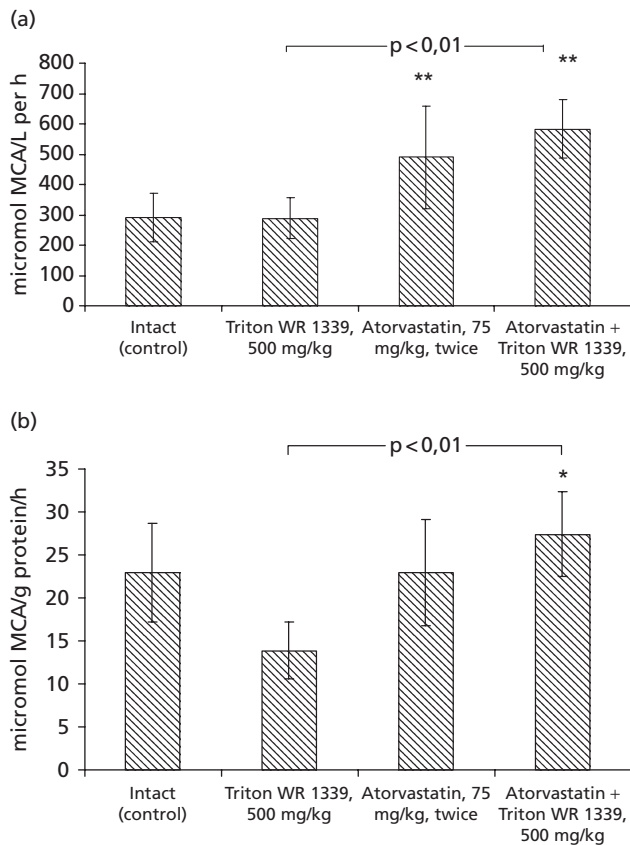 (a)
p<0,01
**
**
micromol MCA/L per h
800
700
600
500
400
300
200
100
0
Intact
(control)
Triton WR 1339,
500 mg/kg
Atorvastatin, 75
mg/kg, twice
Atorvastatin +
Triton WR 1339,
500 mg/kg
(b)
p<0,01
*
micromol MCA/g protein/h
35
30
25
20
15
10
5
0
Intact
(control)
Triton WR 1339,
500 mg/kg
Atorvastatin, 75
mg/kg, twice
Atorvastatin +
Triton WR 1339,
500 mg/kg